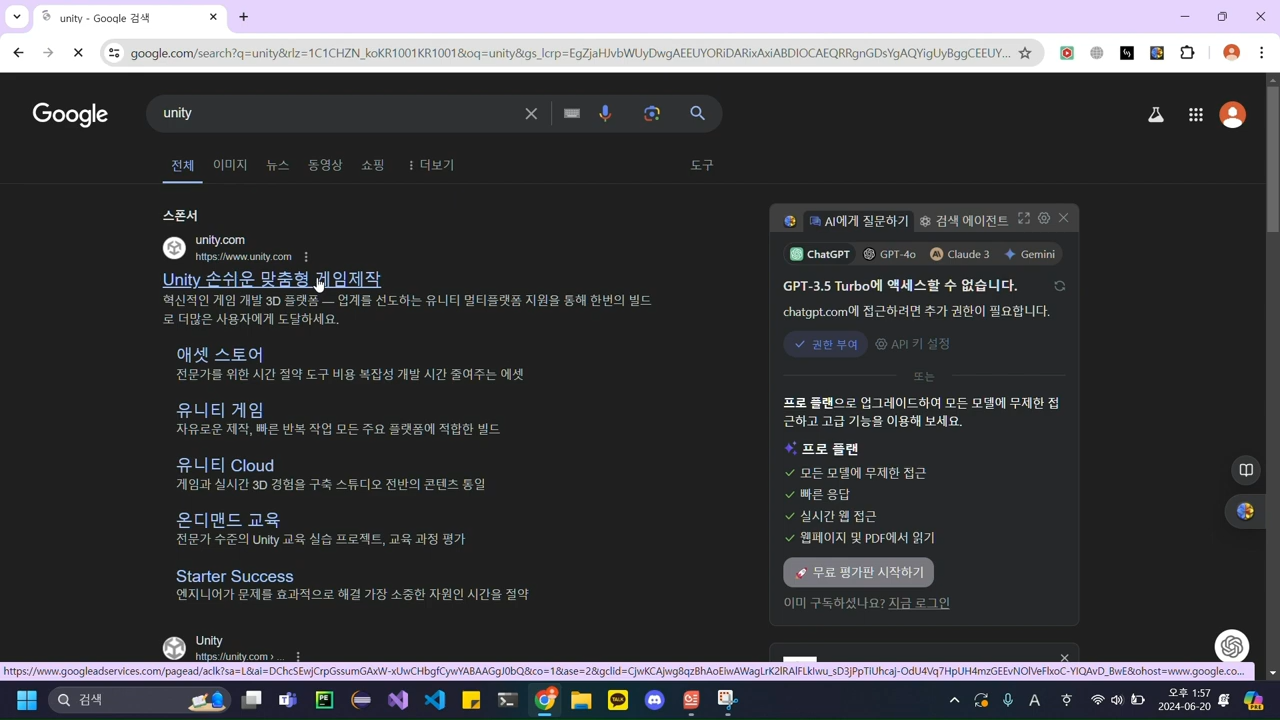 unity - Google 검색
google.com/search?q=unity&rlz=1C1CHZN_koKR1001KR1001&oq=unity&gs_lcrp=EgZjaHJvbWUyDwgAEEUYORiDARixAxiABDIOCAEQRRgnGDsYgAQYigUyBggCEEUY...
Google
unity
전체
이미지
뉴스
동영상
쇼핑
더보기
도구
스폰서
unity.com
https://www.unity.com
Unity 손쉬운 맞춤형 게임제작
혁신적인 게임 개발 3D 플랫폼 — 업계를 선도하는 유니티 멀티플랫폼 지원을 통해 한번의 빌드
로 더많은 사용자에게 도달하세요.
애셋 스토어
전문가를 위한 시간 절약 도구 비용 복잡성 개발 시간 줄여주는 에셋
유니티 게임
자유로운 제작, 빠른 반복 작업 모든 주요 플랫폼에 적합한 빌드
유니티 Cloud
게임과 실시간 3D 경험을 구축 스튜디오 전반의 콘텐츠 통일
온디맨드 교육
전문가 수준의 Unity 교육 실습 프로젝트, 교육 과정 평가
Starter Success
엔지니어가 문제를 효과적으로 해결 가장 소중한 자원인 시간을 절약
Unity
https://unity.com › ...
AI에게 질문하기
검색 에이전트
ChatGPT
GPT-4o
Claude 3
Gemini
GPT-3.5 Turbo에 액세스할 수 없습니다.
chatgpt.com에 접근하려면 추가 권한이 필요합니다.
권한 부여
API 키 설정
또는
프로 플랜으로 업그레이드하여 모든 모델에 무제한 접
근하고 고급 기능을 이용해 보세요.
프로 플랜
모든 모델에 무제한 접근
빠른 응답
실시간 웹 접근
웹페이지 및 PDF에서 읽기
무료 평가판 시작하기
이미 구독하셨나요? 지금 로그인
검색
A
오후 1:57
2024-06-20